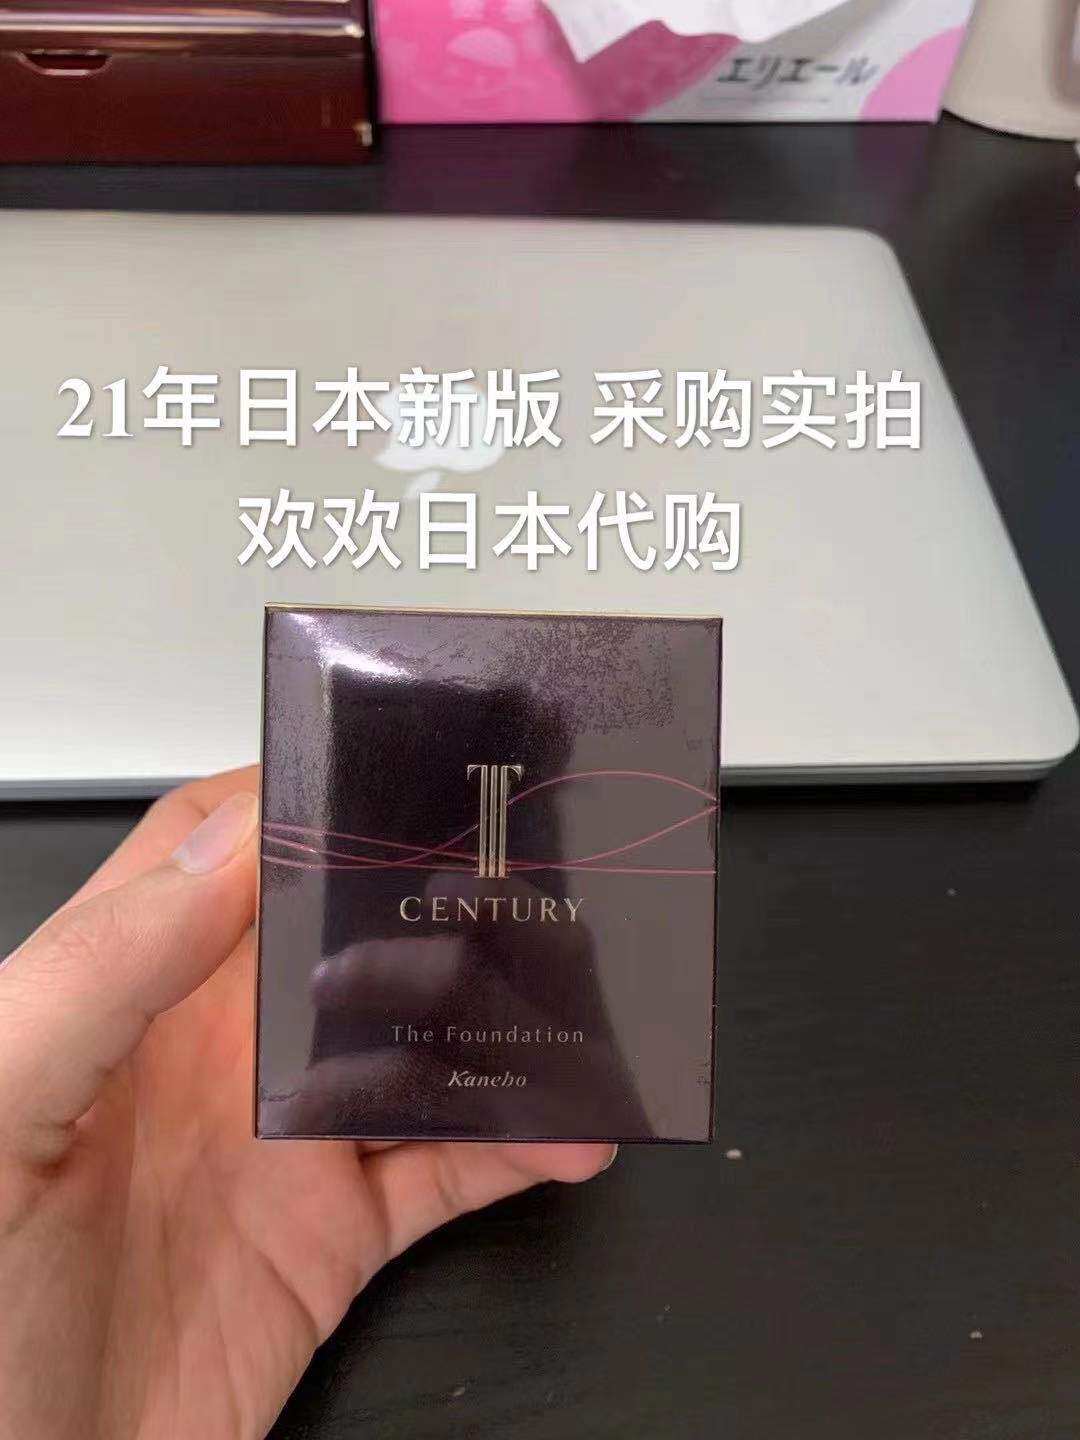 エリエール
21年日本新版 采购实拍
欢欢日本代购
T
CENTURY
The Foundation
Kanebo